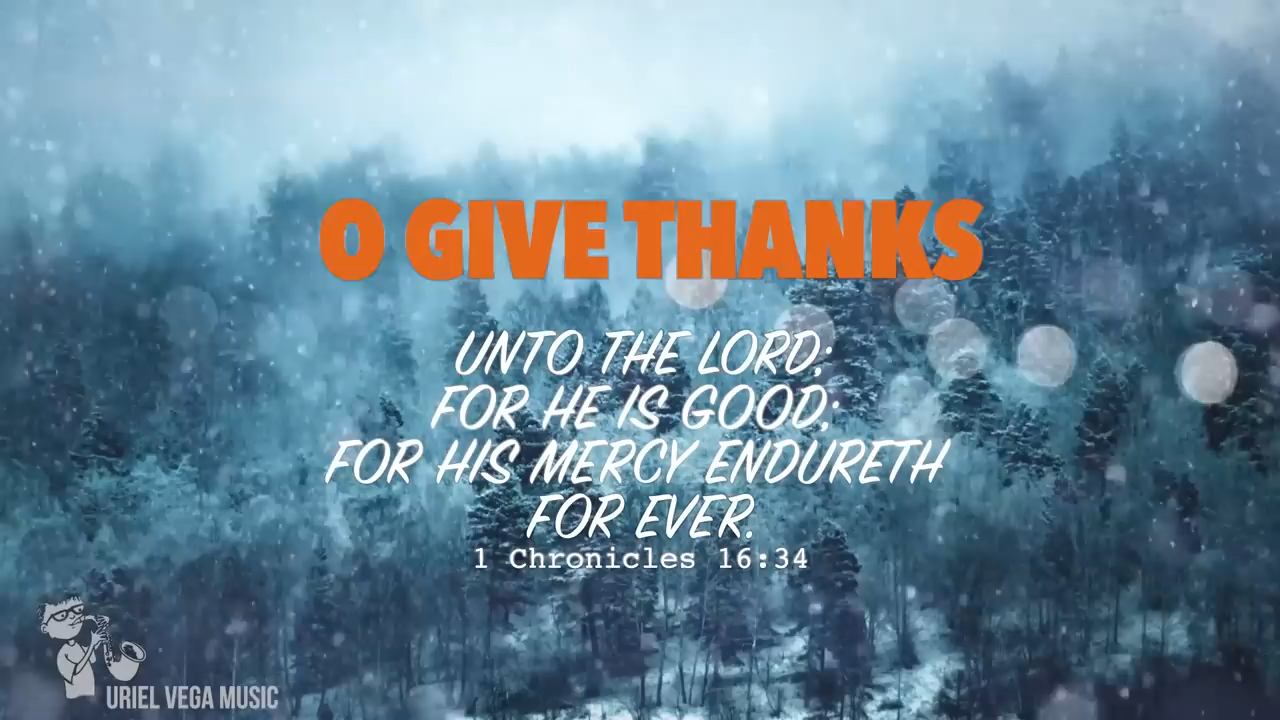 O GIVE THANKS
UNTO THE LORD;
FOR HE IS GOOD;
FOR HIS MERCY ENDURETH
FOR EVER.
1 Chronicles 16:34
URIEL VEGA MUSIC